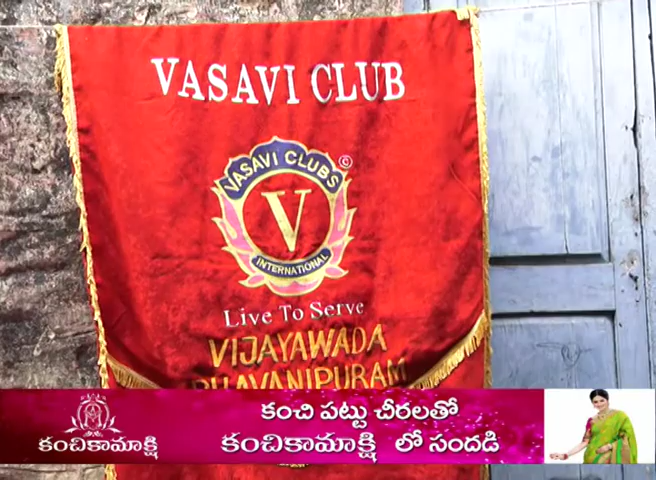 VASAVI CLUB
VASAVI CLUBS
©
V
INTERNATIONAL
Live To Serve
VIJAYAWADA
BHAVANIPURAM
కంచి పట్టు చీరలతో
కంచికామాక్షి
కంచికామాక్షి లో సందడి